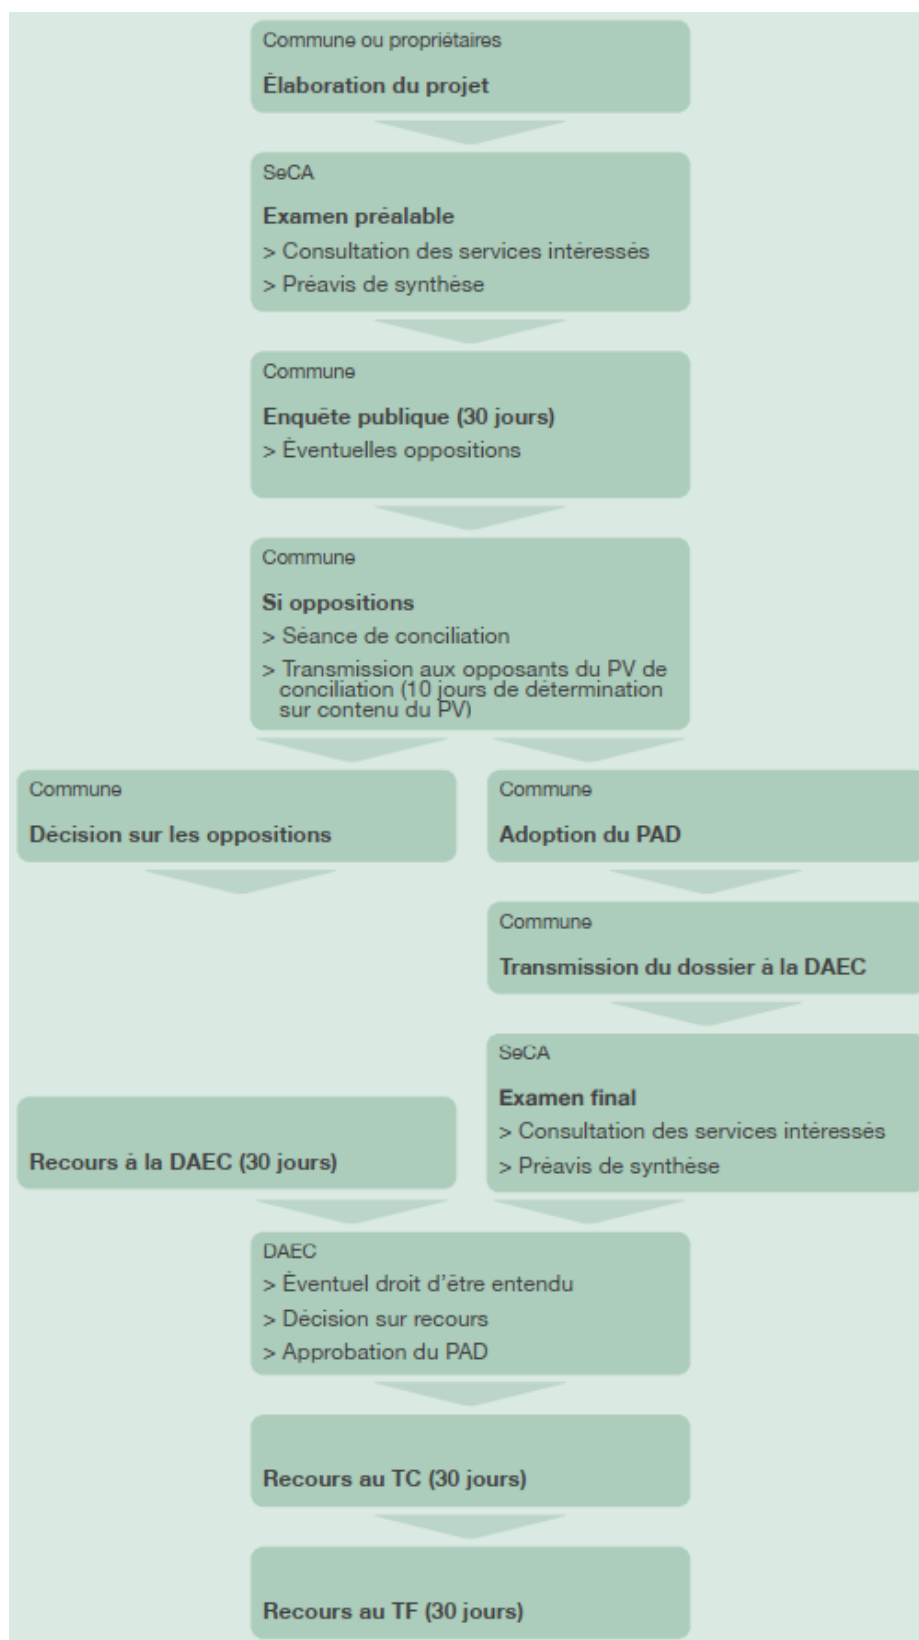 Commune ou propriétaires
Élaboration du projet
SeCA
Examen préalable
> Consultation des services intéressés
> Préavis de synthèse
Commune
Enquête publique (30 jours)
> Éventuelles oppositions
Commune
Si oppositions
> Séance de conciliation
> Transmission aux opposants du PV de
conciliation (10 jours de détermination
sur contenu du PV)
Commune
Décision sur les oppositions
Commune
Adoption du PAD
Commune
Transmission du dossier à la DAEC
SeCA
Examen final
> Consultation des services intéressés
> Préavis de synthèse
Recours à la DAEC (30 jours)
DAEC
> Éventuel droit d’être entendu
> Décision sur recours
> Approbation du PAD
Recours au TC (30 jours)
Recours au TF (30 jours)